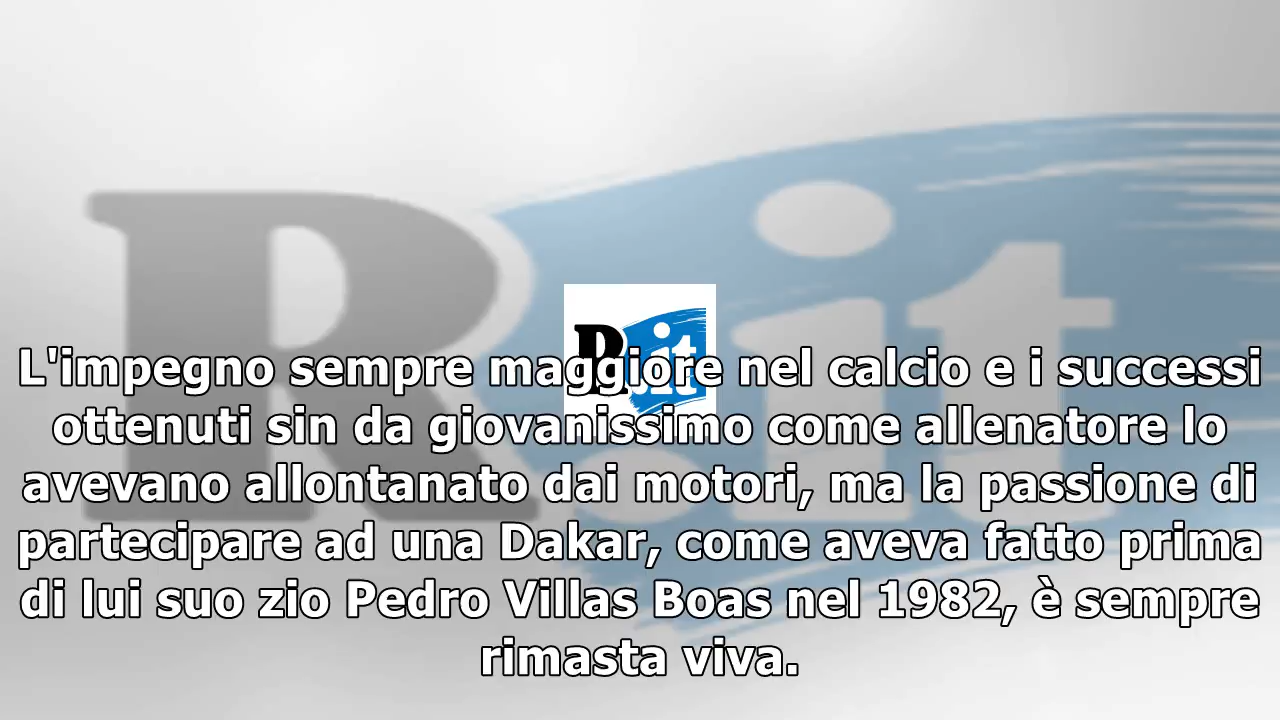 R.it
R.it
L'impegno sempre maggiore nel calcio e i successi
ottenuti sin da giovanissimo come allenatore lo
avevano allontanato dai motori, ma la passione di
partecipare ad una Dakar, come aveva fatto prima
di lui suo zio Pedro Villas Boas nel 1982, è sempre
rimasta viva.